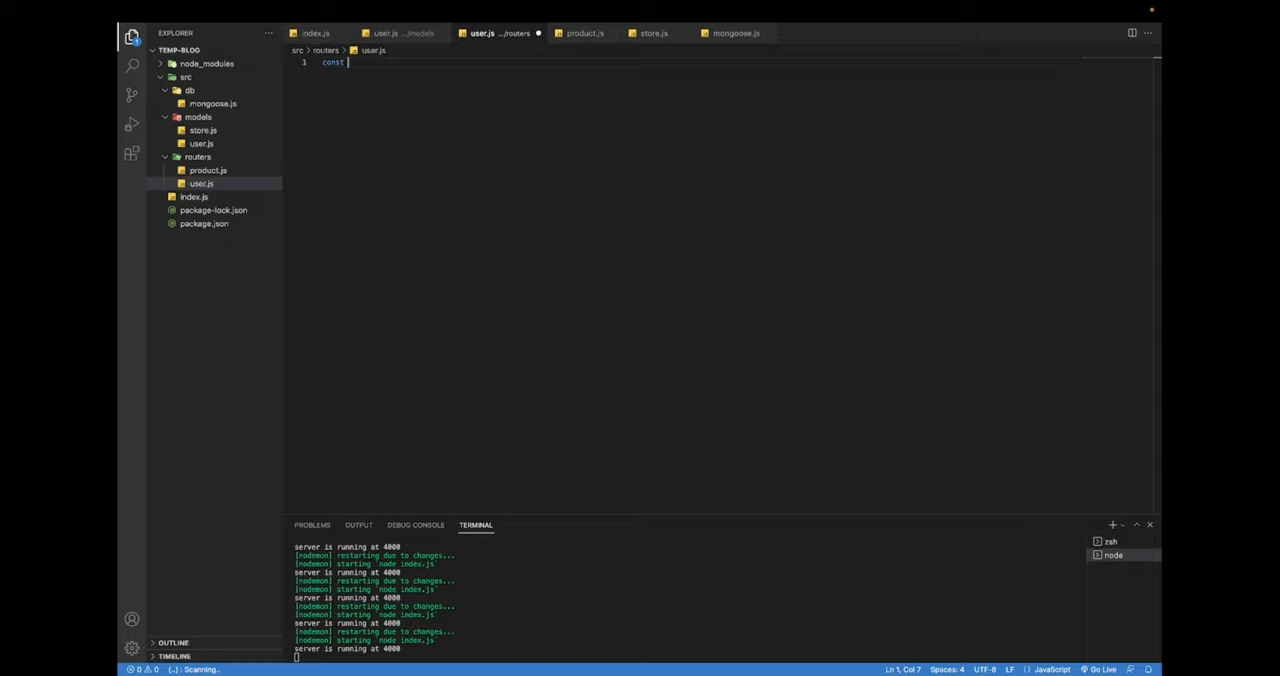 EXPLORER
index.js
user.js .../models
user.js .../routers
product.js
store.js
mongoose.js
TEMP-BLOG
src > routers > user.js
node_modules
1 const
src
db
mongoose.js
models
store.js
user.js
routers
product.js
user.js
index.js
package-lock.json
package.json
PROBLEMS OUTPUT DEBUG CONSOLE TERMINAL
server is running at 4000
[nodemon] restarting due to changes...
[nodemon] starting `node index.js`
server is running at 4000
[nodemon] restarting due to changes...
[nodemon] starting `node index.js`
server is running at 4000
[nodemon] restarting due to changes...
[nodemon] starting `node index.js`
server is running at 4000
[nodemon] restarting due to changes...
[nodemon] starting `node index.js`
server is running at 4000
zsh
node
OUTLINE
TIMELINE
0 0 {..} : Scanning.. Ln 1, Col 7 Spaces: 4 UTF-8 LF { } JavaScript Go Live